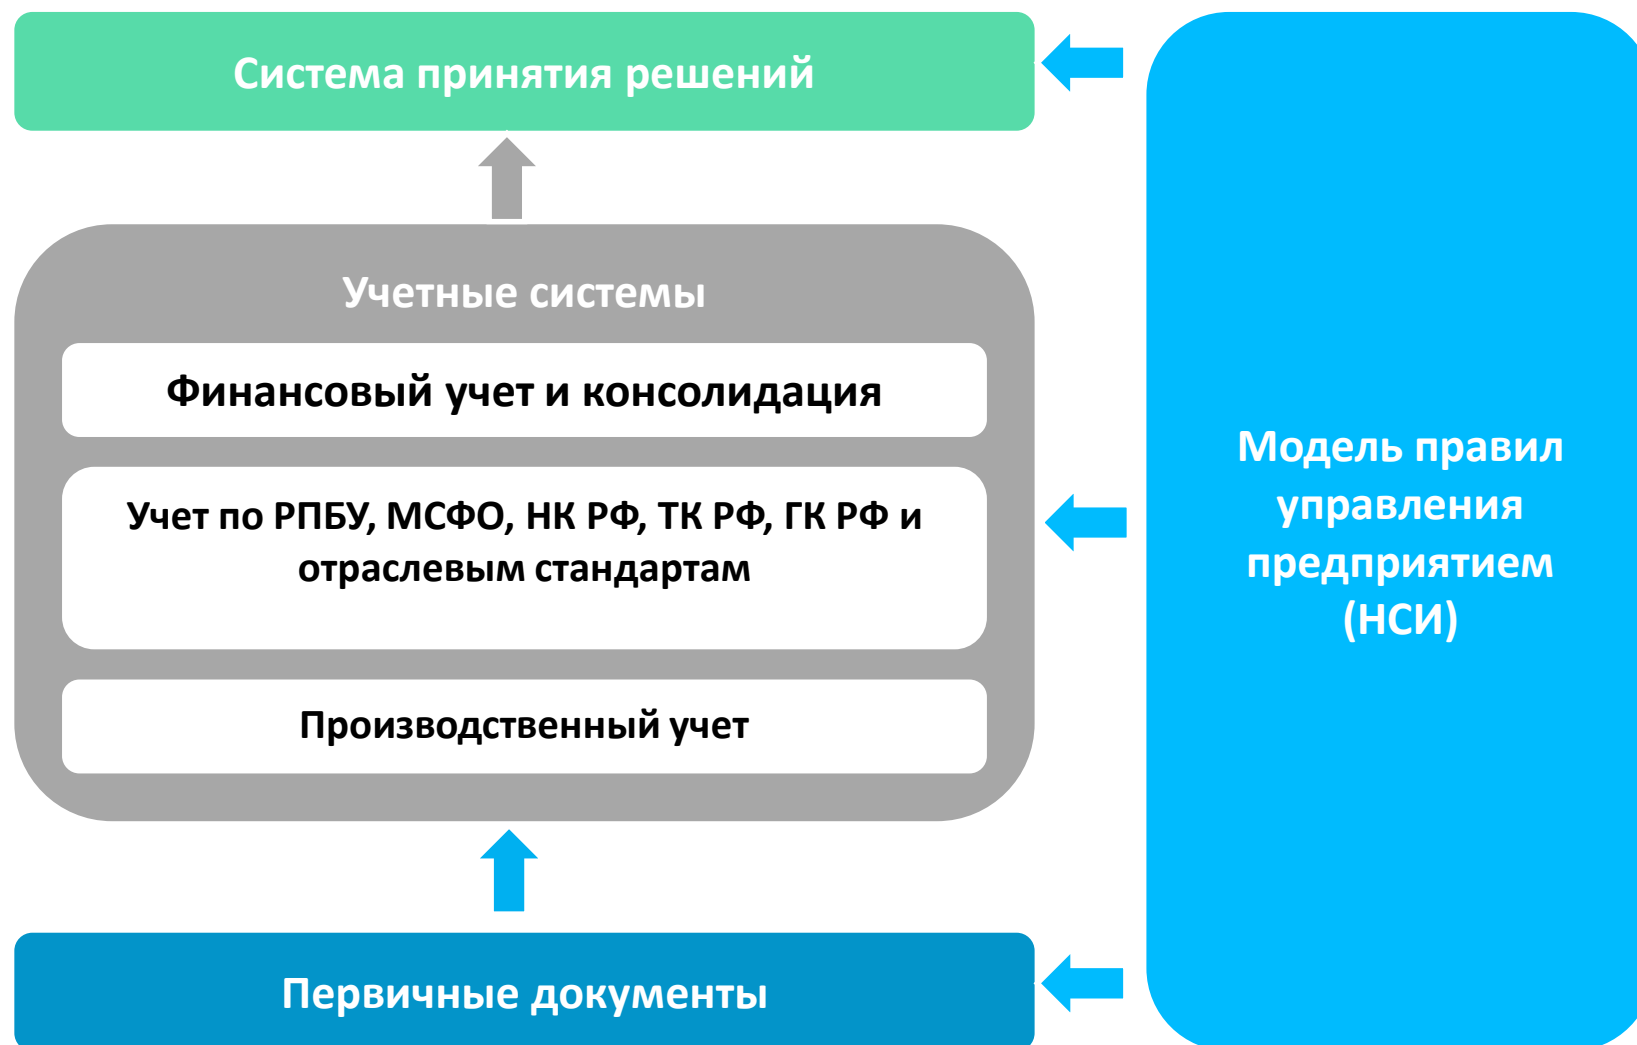 Система принятия решений
Учетные системы
Финансовый учет и консолидация
Учет по РПБУ, МСФО, НК РФ, ТК РФ, ГК РФ и
отраслевым стандартам
Производственный учет
Первичные документы
Модель правил
управления
предприятием
(НСИ)